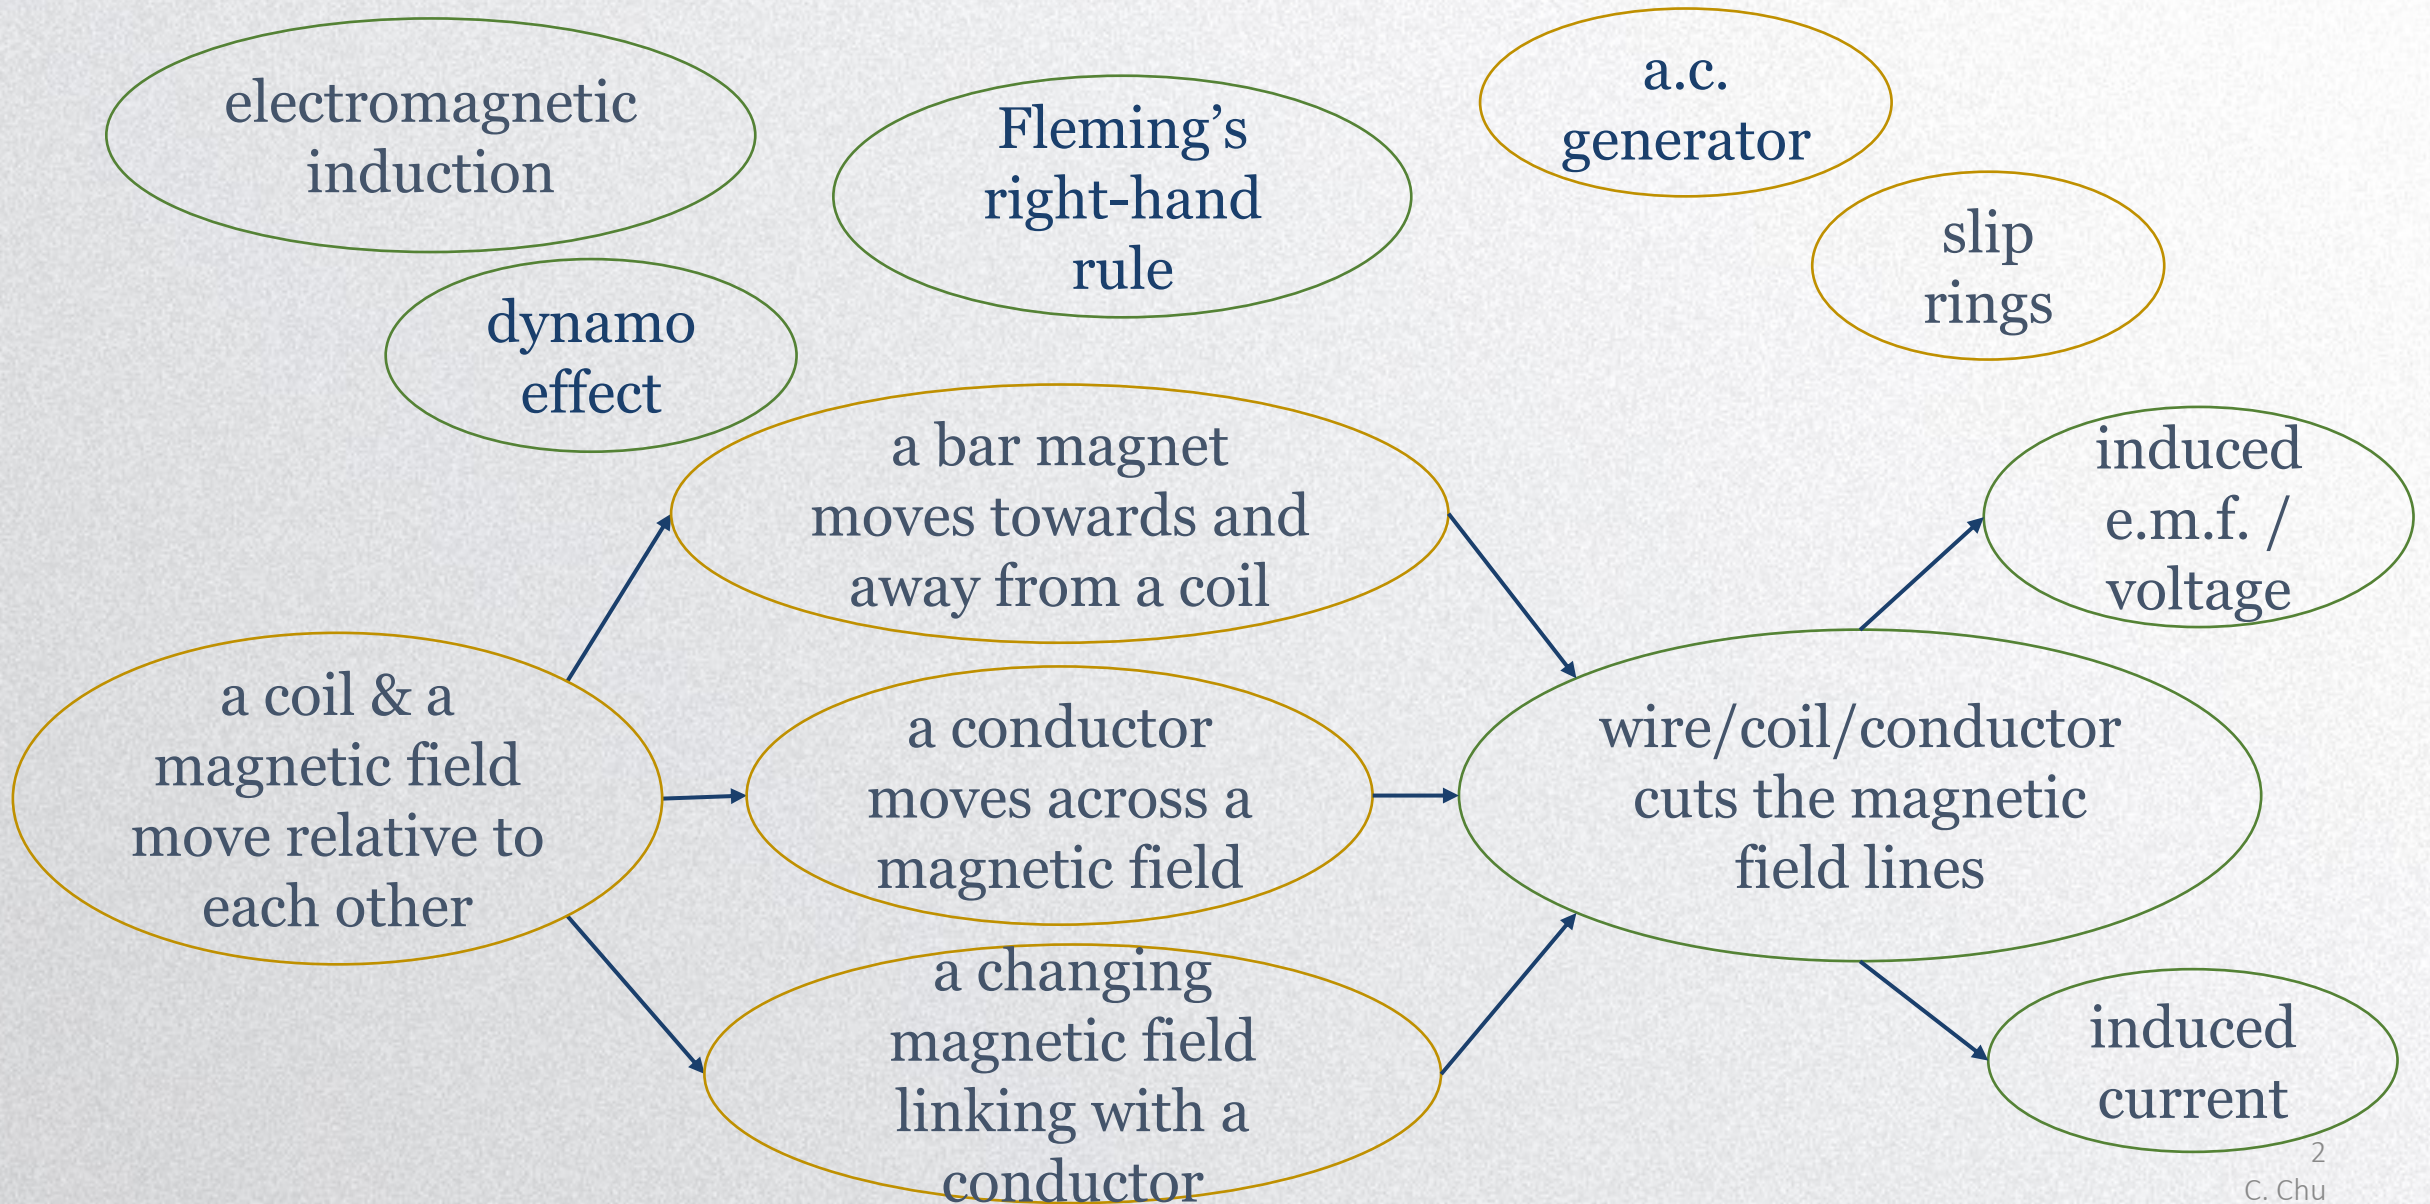 electromagnetic
induction
Fleming’s
right-hand
rule
a.c.
generator
slip
rings
dynamo
effect
a bar magnet
moves towards and
away from a coil
induced
e.m.f. /
voltage
a coil & a
magnetic field
move relative to
each other
a conductor
moves across a
magnetic field
wire/coil/conductor
cuts the magnetic
field lines
a changing
magnetic field
linking with a
conductor
induced
current
2
C. Chu